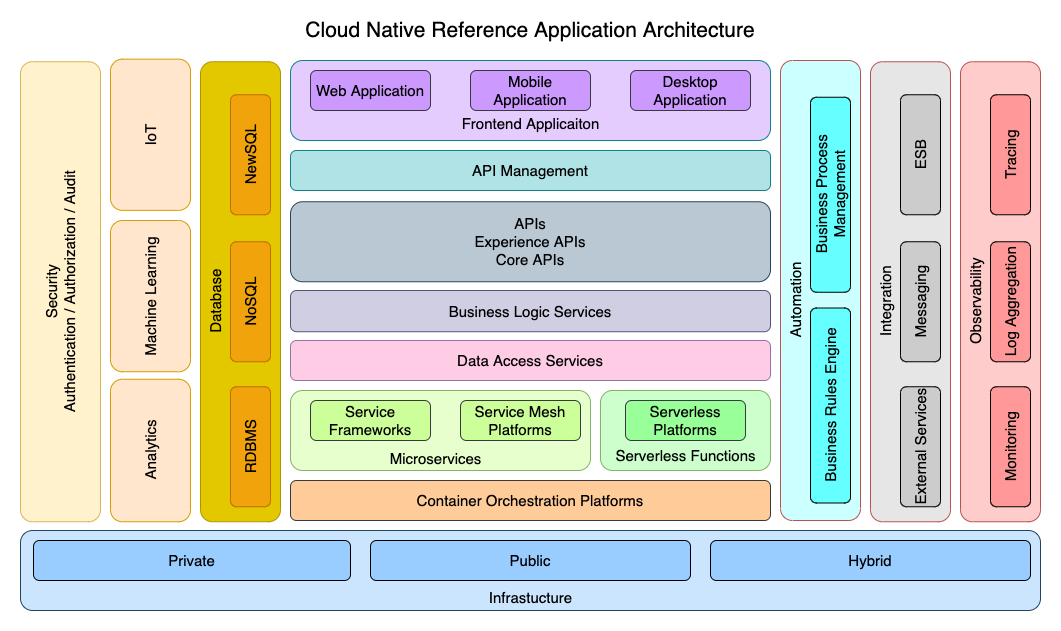 Cloud Native Reference Application Architecture
Security
Authentication / Authorization / Audit
IoT
Machine Learning
Analytics
Database
NewSQL
NoSQL
RDBMS
Web Application
Mobile
Application
Desktop
Application
Frontend Applicaiton
API Management
APIs
Experience APIs
Core APIs
Business Logic Services
Data Access Services
Service
Frameworks
Service Mesh
Platforms
Microservices
Serverless
Platforms
Serverless Functions
Container Orchestration Platforms
Automation
Business Process
Management
Business Rules Engine
Integration
ESB
Messaging
External Services
Observability
Tracing
Log Aggregation
Monitoring
Private
Public
Hybrid
Infrastucture